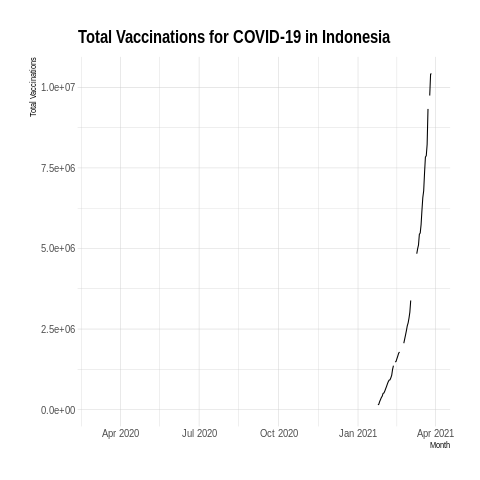 Total Vaccinations for COVID-19 in Indonesia
Total Vaccinations
1.0e+07
7.5e+06
5.0e+06
2.5e+06
0.0e+00
Apr 2020
Jul 2020
Oct 2020
Jan 2021
Apr 2021
Month